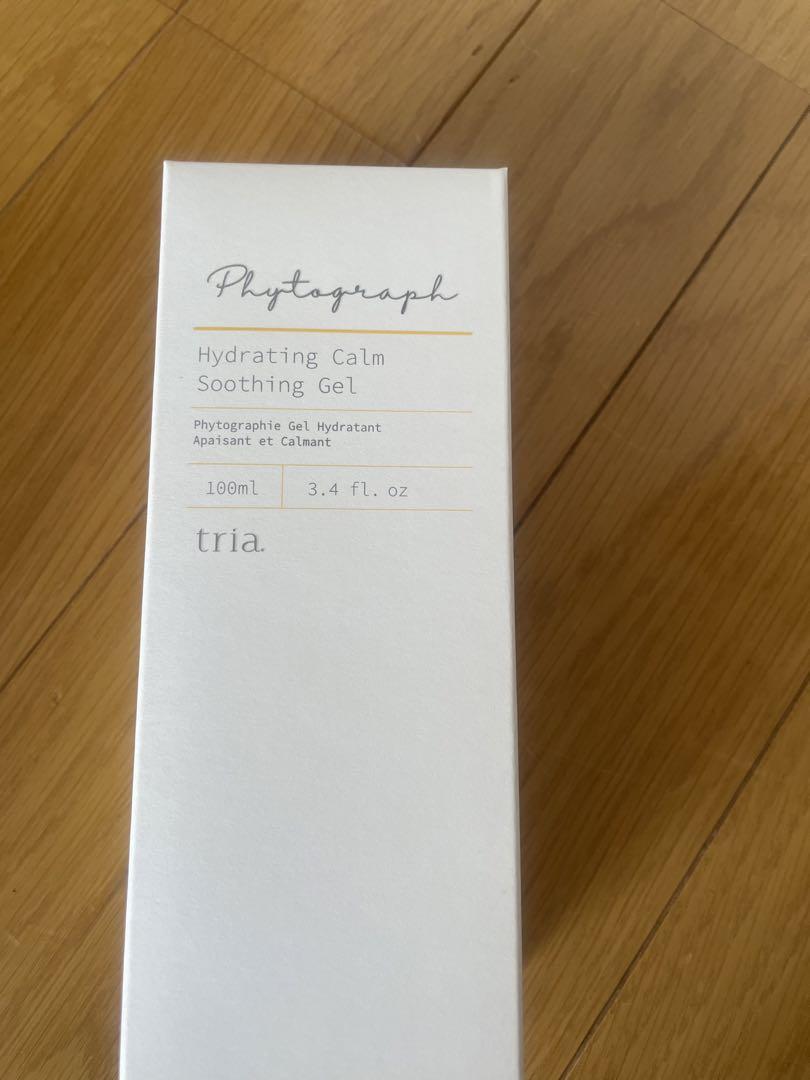 Phytograph
Hydrating Calm
Soothing Gel
Phytographie Gel Hydratant
Apaisant et Calmant
100ml 3.4 fl. oz
tria.